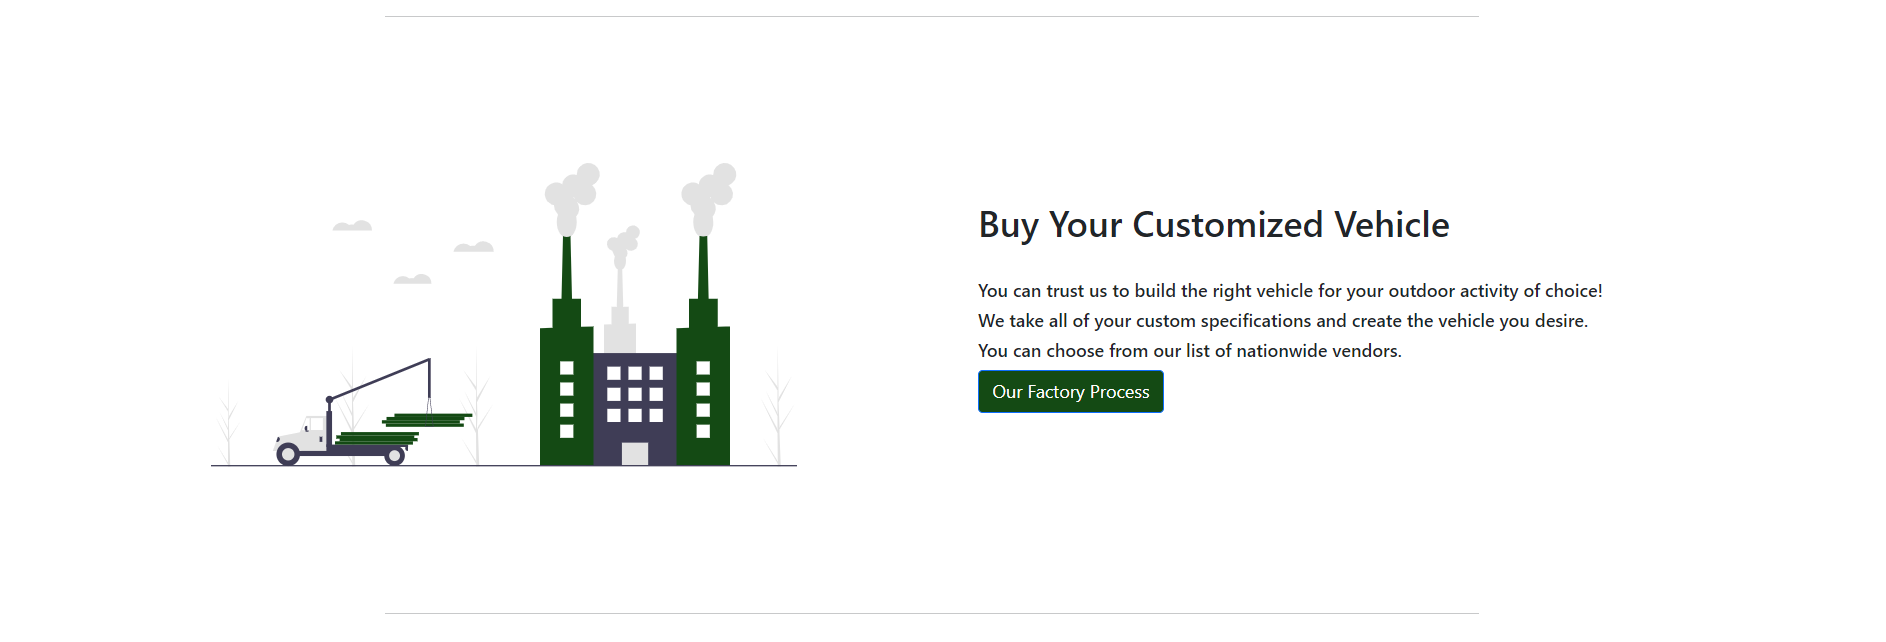 Buy Your Customized Vehicle
You can trust us to build the right vehicle for your outdoor activity of choice!
We take all of your custom specifications and create the vehicle you desire.
You can choose from our list of nationwide vendors.
Our Factory Process